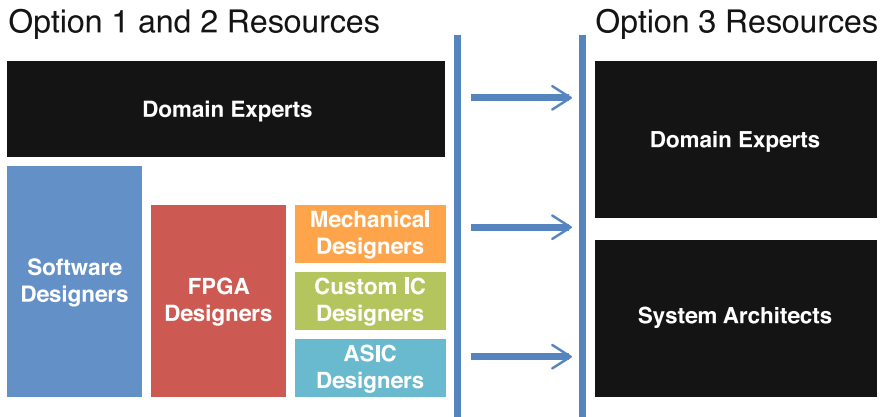 Option 1 and 2 Resources
Domain Experts
Software
Designers
FPGA
Designers
Mechanical
Designers
Custom IC
Designers
ASIC
Designers
Option 3 Resources
Domain Experts
System Architects